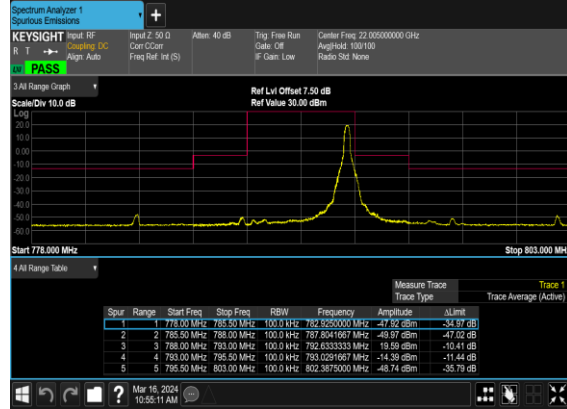 Spectrum Analyzer 1
Spurious Emissions
KEYSIGHT Input: RF Input Z: 50 Ω Atten: 40 dB Trig: Free Run Center Freq: 22.005000000 GHz
R T Coupling: DC Corr CCorr Gate: Off Avg|Hold: 100/100
Align: Auto Freq Ref: Int (S) IF Gain: Low Radio Std: None
PASS
3 All Range Graph
Ref Lvl Offset 7.50 dB
Scale/Div 10.0 dB Ref Value 30.00 dBm
Log
20.0
10.0
0.00
-10.0
-20.0
-30.0
-40.0
-50.0
-60.0
Start 778.000 MHz Stop 803.000 MHz
4 All Range Table
Measure Trace Trace 1
Trace Type Trace Average (Active)
Spur Range Start Freq Stop Freq RBW Frequency Amplitude ΔLimit
1 1 778.00 MHz 785.50 MHz 100.0 kHz 782.9250000 MHz -47.92 dBm -34.97 dB
2 2 785.50 MHz 788.00 MHz 100.0 kHz 787.8041667 MHz -49.97 dBm -47.02 dB
3 3 788.00 MHz 793.00 MHz 100.0 kHz 792.6333333 MHz 19.59 dBm -10.41 dB
4 4 793.00 MHz 795.50 MHz 100.0 kHz 793.0291667 MHz -14.39 dBm -11.44 dB
5 5 795.50 MHz 803.00 MHz 100.0 kHz 802.3875000 MHz -48.74 dBm -35.79 dB
Mar 16, 2024
10:55:11 AM